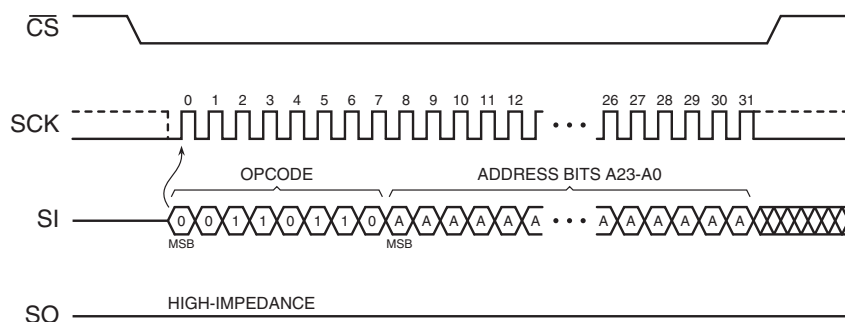 CS
0 1 2 3 4 5 6 7 8 9 10 11 12 26 27 28 29 30 31
SCK • • •
OPCODE ADDRESS BITS A23-A0
SI 0 0 1 1 0 1 1 0 A A A A A A • • • A A A A A A
MSB MSB
HIGH-IMPEDANCE
SO